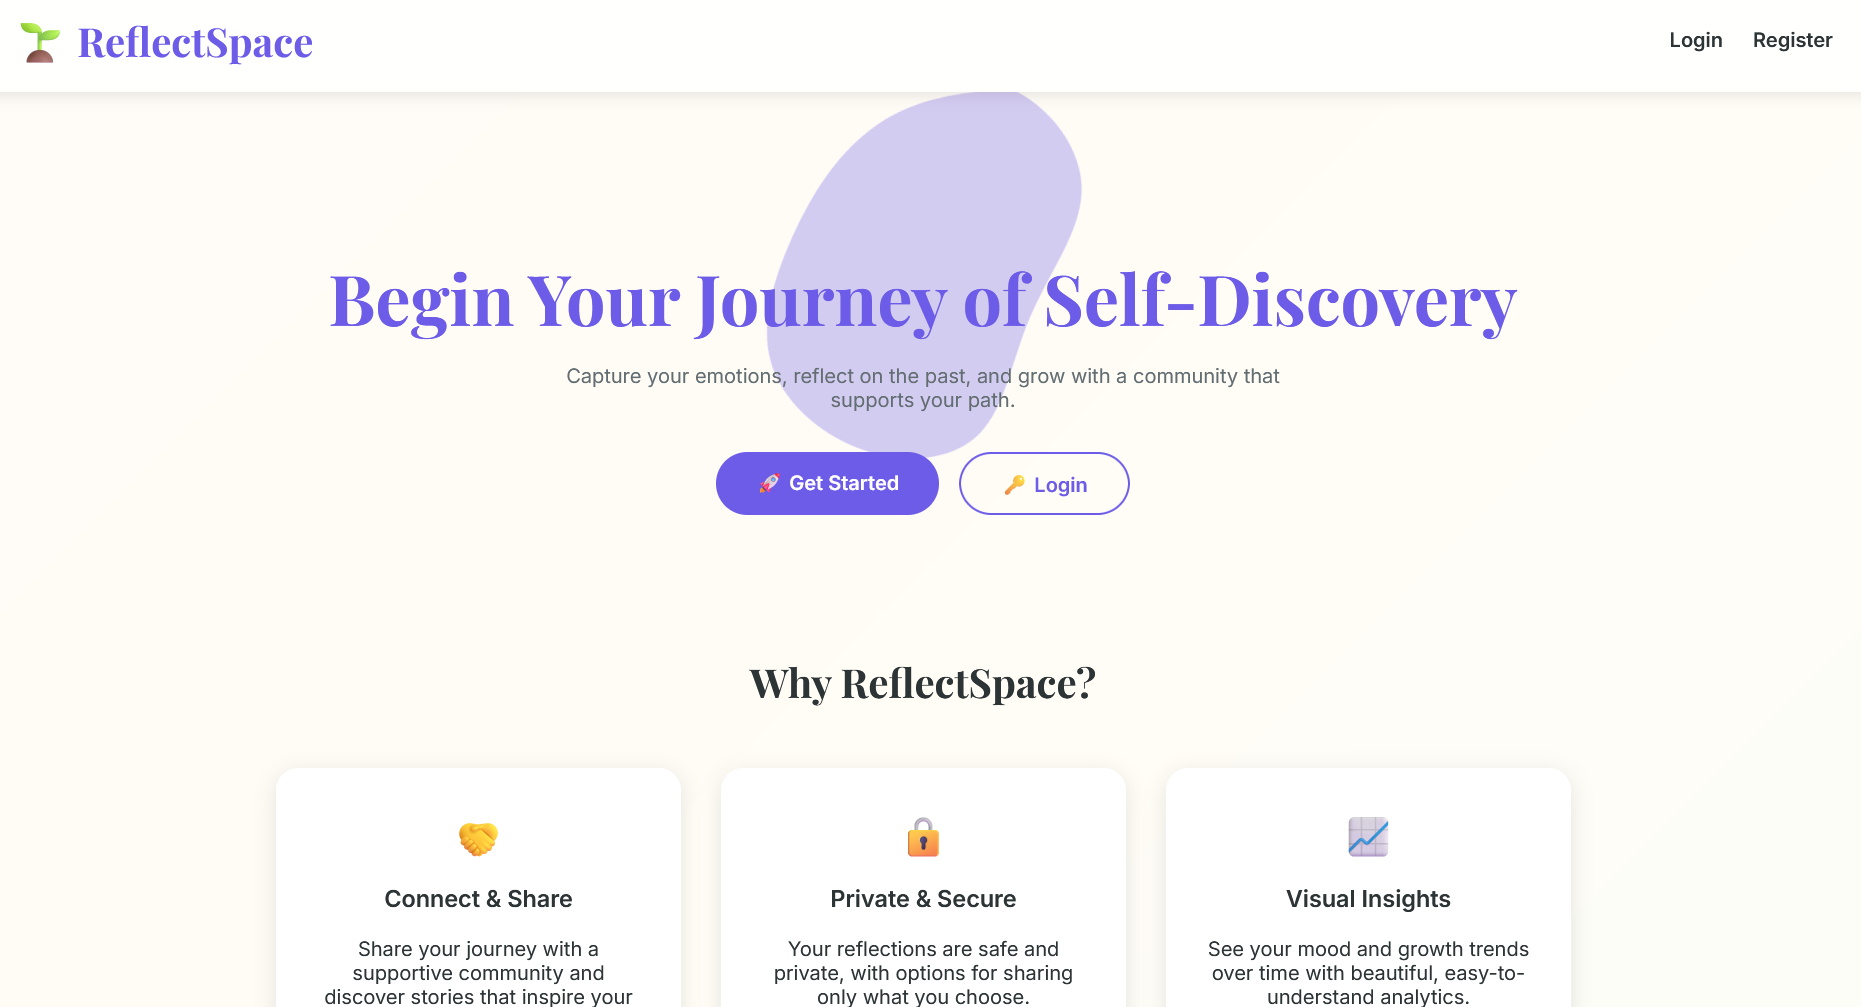 ReflectSpace
Login
Register
Begin Your Journey of Self-Discovery
Capture your emotions, reflect on the past, and grow with a community that
supports your path.
Get Started
Login
Why ReflectSpace?
Connect & Share
Share your journey with a
supportive community and
discover stories that inspire your
Private & Secure
Your reflections are safe and
private, with options for sharing
only what you choose.
Visual Insights
See your mood and growth trends
over time with beautiful, easy-to-
understand analytics.